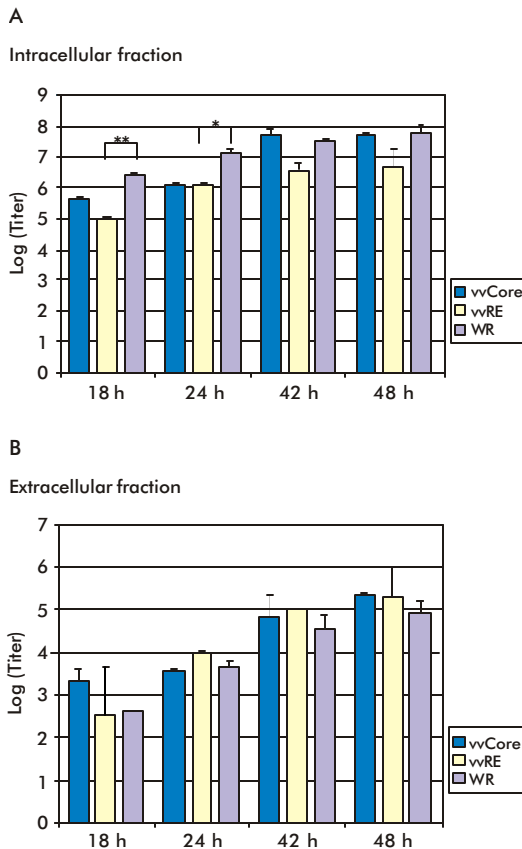 A
Intracellular fraction
9
8
7
6
5
4
3
2
1
0
Log (Titer)
**
*
18 h 24 h 42 h 48 h
vvCore
vvRE
WR
B
Extracellular fraction
7
6
5
4
3
2
1
0
Log (Titer)
18 h 24 h 42 h 48 h
vvCore
vvRE
WR